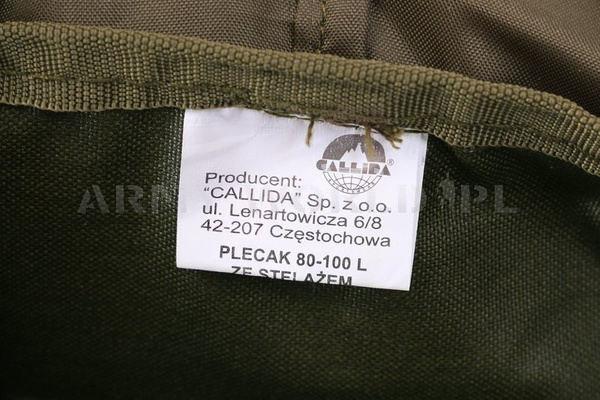 CALLIDA®
Producent:
“CALLIDA” Sp. z o.o.
ul. Lenartowicza 6/8
42-207 Częstochowa
PLECAK 80-100 L
ZE STELAŻEM